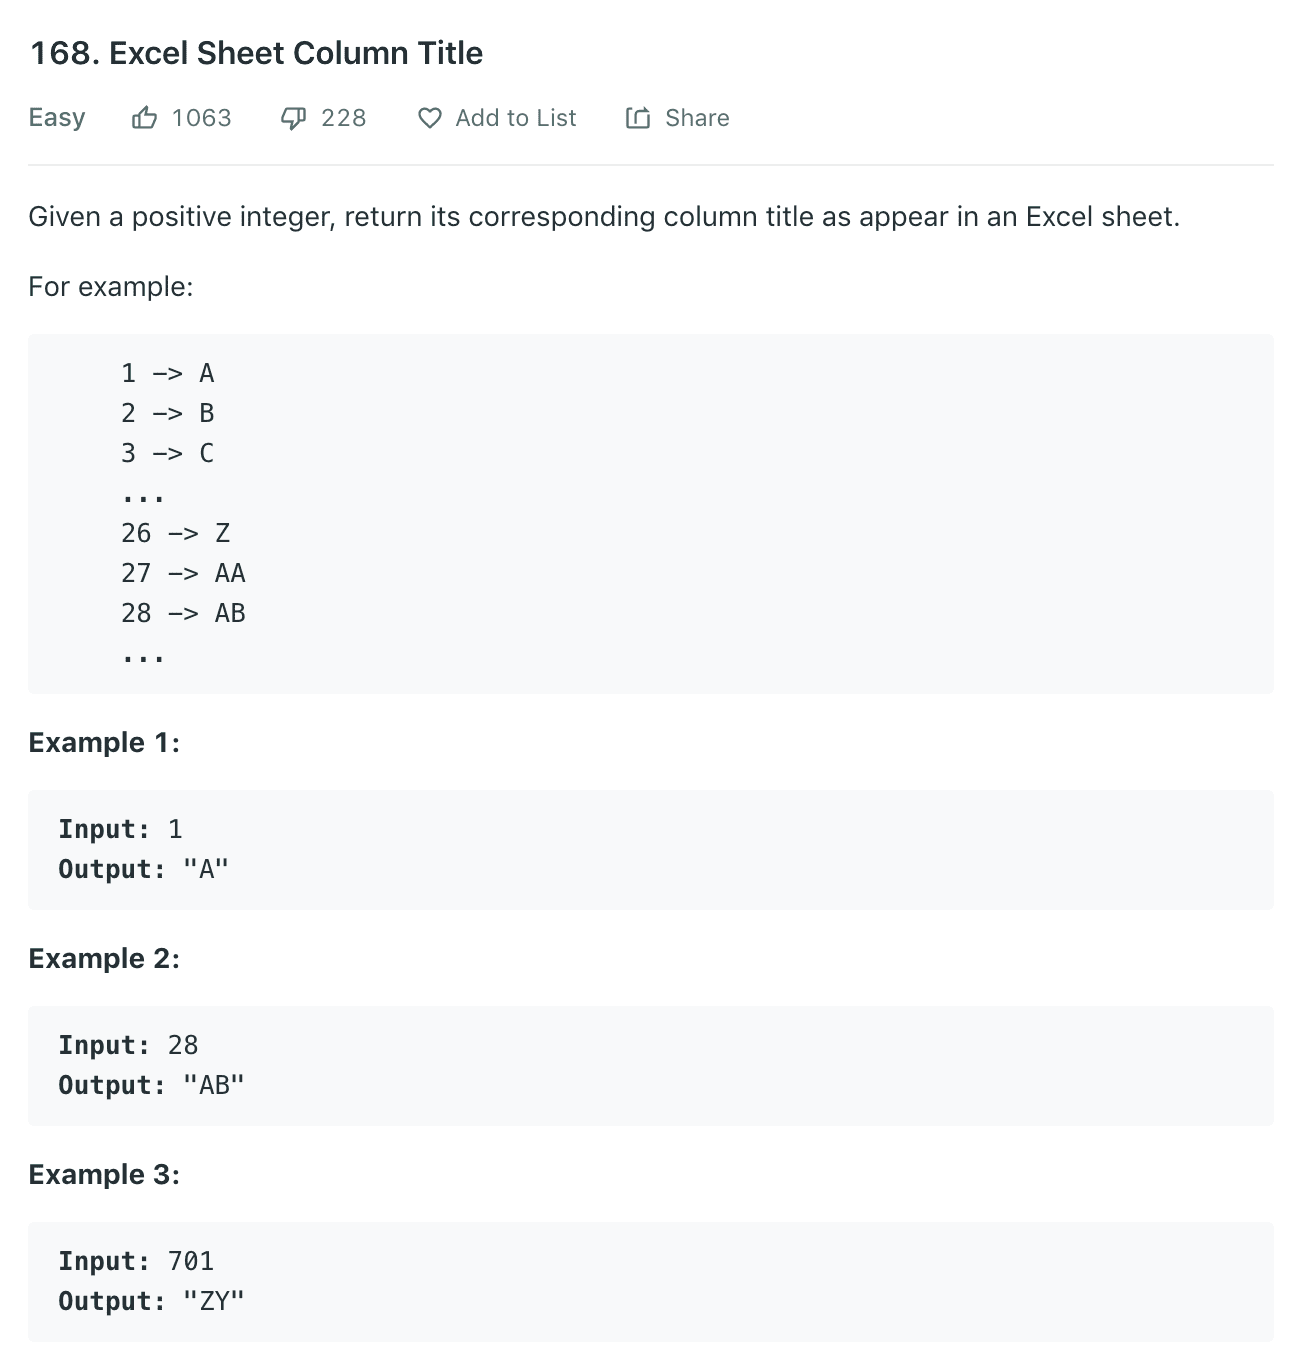 168. Excel Sheet Column Title
Easy 1063 228 Add to List Share
Given a positive integer, return its corresponding column title as appear in an Excel sheet.
For example:
1 -> A
2 -> B
3 -> C
...
26 -> Z
27 -> AA
28 -> AB
...
Example 1:
Input: 1
Output: "A"
Example 2:
Input: 28
Output: "AB"
Example 3:
Input: 701
Output: "ZY"